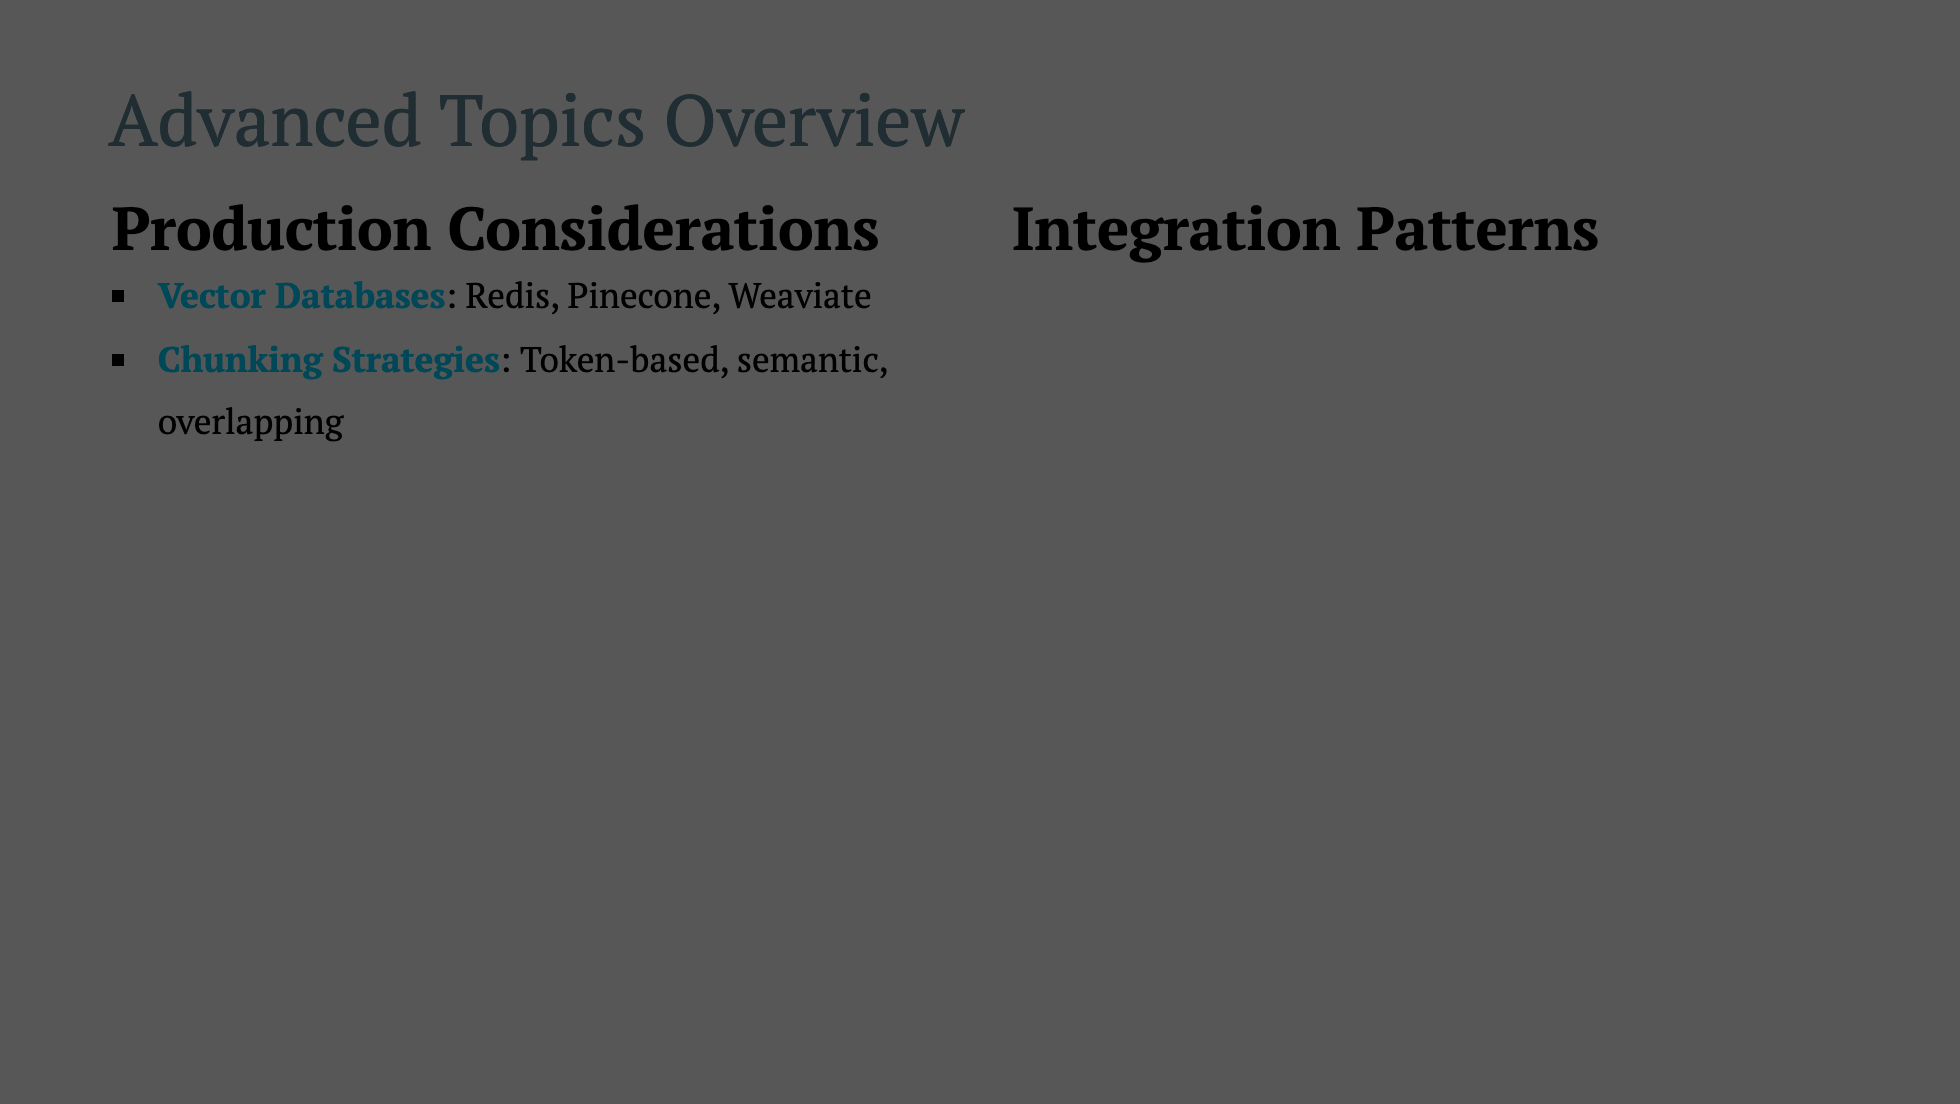 Advanced Topics Overview
Production Considerations
Vector Databases: Redis, Pinecone, Weaviate
Chunking Strategies: Token-based, semantic,
overlapping
Integration Patterns